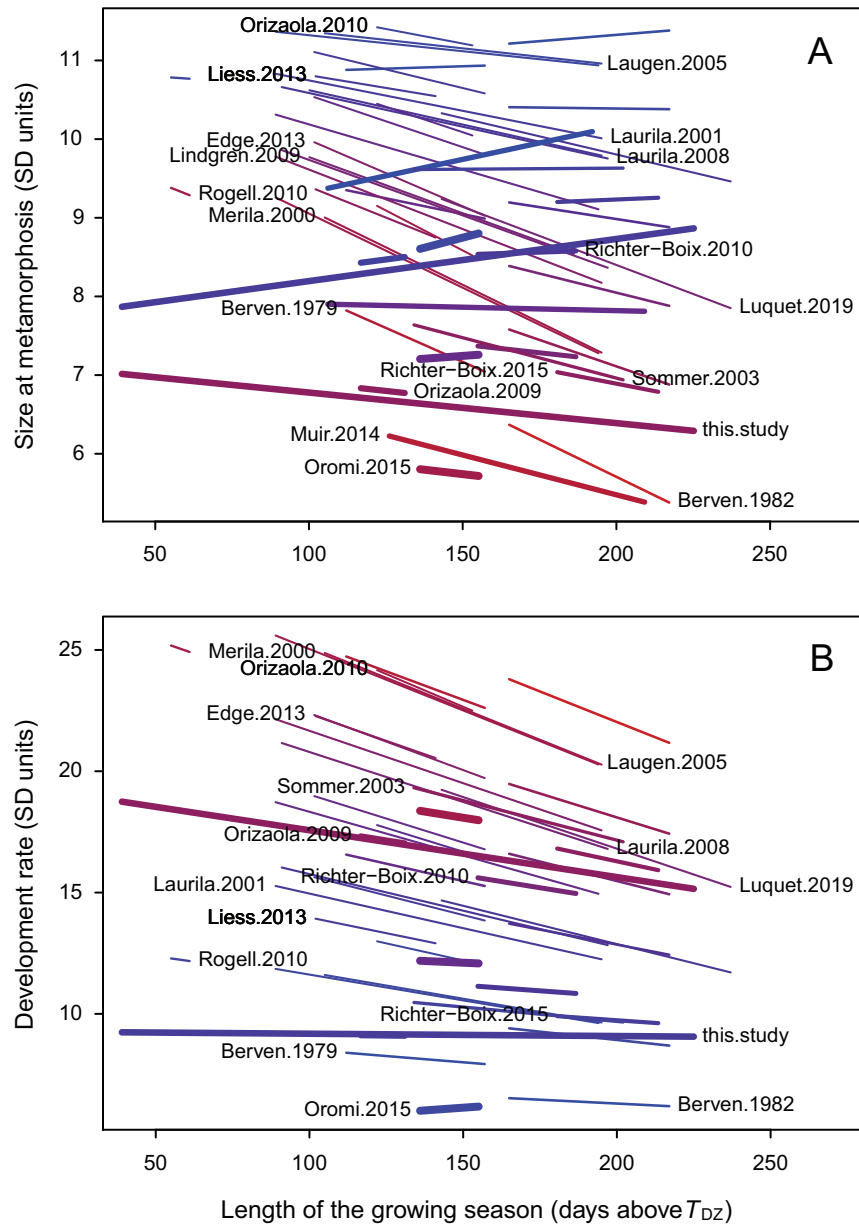 A
Orizaola.2010
Laugen.2005
Liess.2013
Laurila.2001
Edge.2013
Lindgren.2009
Laurila.2008
Rogell.2010
Merila.2000
Richter−Boix.2010
Berven.1979
Luquet.2019
Richter−Boix.2015
Sommer.2003
Orizaola.2009
this.study
Muir.2014
Oromi.2015
Berven.1982
Size at metamorphosis (SD units)
11
10
9
8
7
6
50 100 150 200 250
B
Merila.2000
Orizaola.2010
Edge.2013
Laugen.2005
Sommer.2003
Orizaola.2009
Laurila.2008
Richter−Boix.2010
Laurila.2001
Luquet.2019
Liess.2013
Rogell.2010
Richter−Boix.2015
this.study
Berven.1979
Oromi.2015
Berven.1982
Development rate (SD units)
25
20
15
10
50 100 150 200 250
Length of the growing season (days above TDZ)